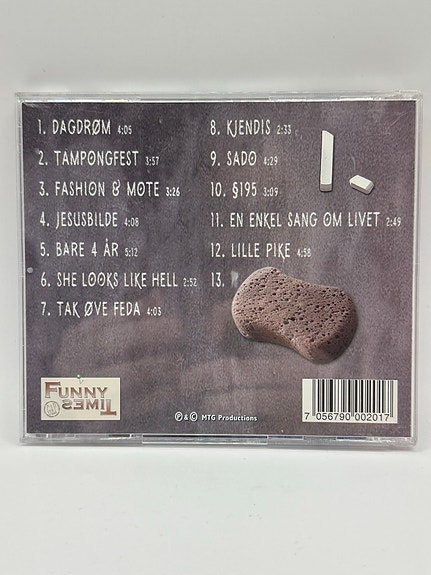 1. DAGDRØM 4:05
2. TAMPONGFEST 3:57
3. FASHION & MOTE 3:26
4. JESUSBILDE 4:08
5. BARE 4 ÅR 5:12
6. SHE LOOKS LIKE HELL 2:52
7. TAK ØVE FEDA 4:03
8. KJENDIS 2:33
9. SADO 4:29
10. §195 3:09
11. EN ENKEL SANG OM LIVET 2:49
12. LILLE PIKE 4:58
13.
FUNNY
TIMES
℗ & © MTG Productions
7 056790 002017